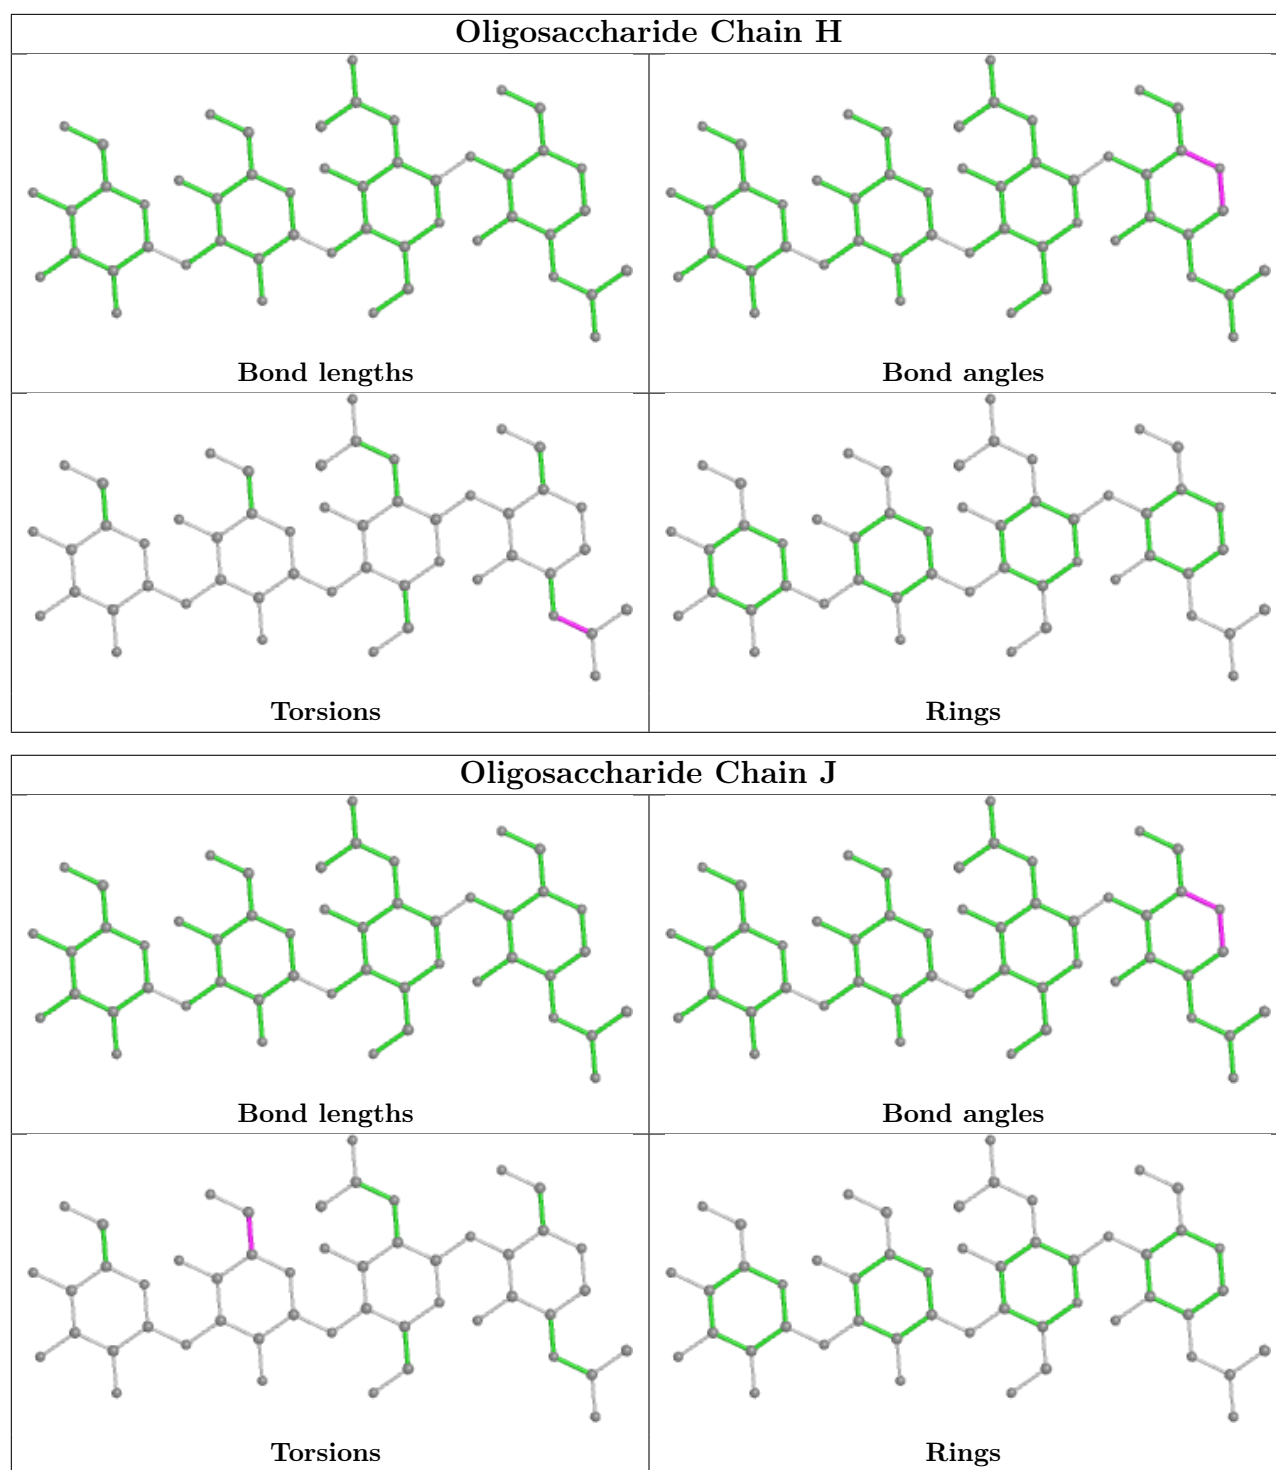 Oligosaccharide Chain H
Bond lengths
Bond angles
Torsions
Rings
Oligosaccharide Chain J
Bond lengths
Bond angles
Torsions
Rings